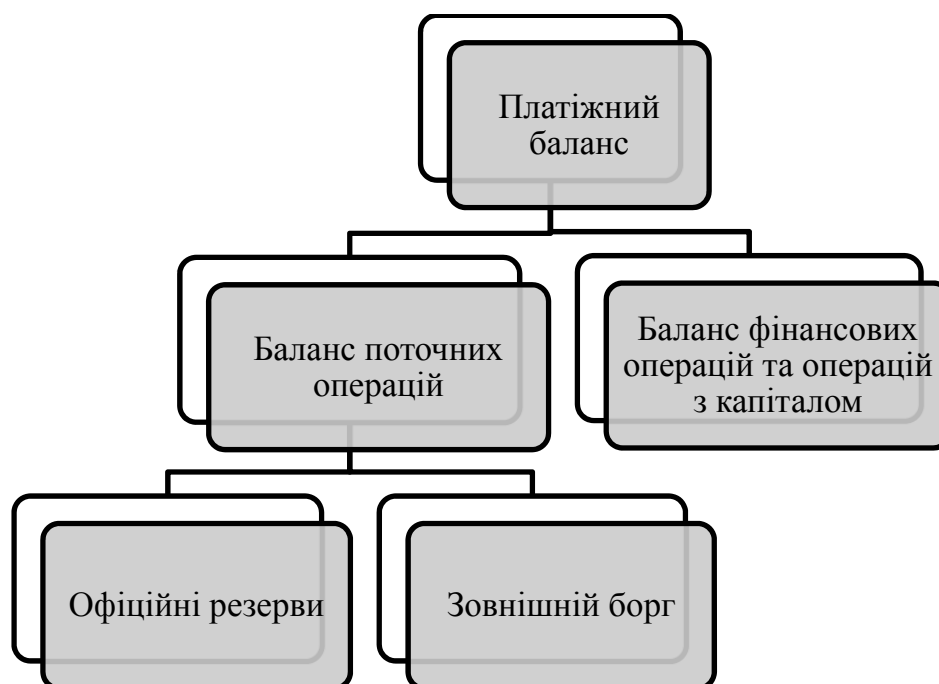 Платіжний
баланс
Баланс поточних
операцій
Баланс фінансових
операцій та операцій
з капіталом
Офіційні резерви
Зовнішній борг